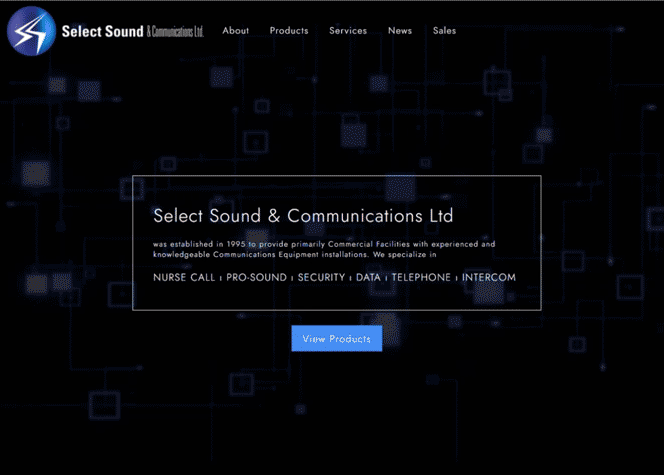 Select Sound & Communications Ltd.
About Products Services News Sales
Select Sound & Communications Ltd
was established in 1995 to provide primarily Commercial Facilities with experienced and
knowledgeable Communications Equipment installations. We specialize in
NURSE CALL ı PRO-SOUND ı SECURITY ı DATA ı TELEPHONE ı INTERCOM
View Products